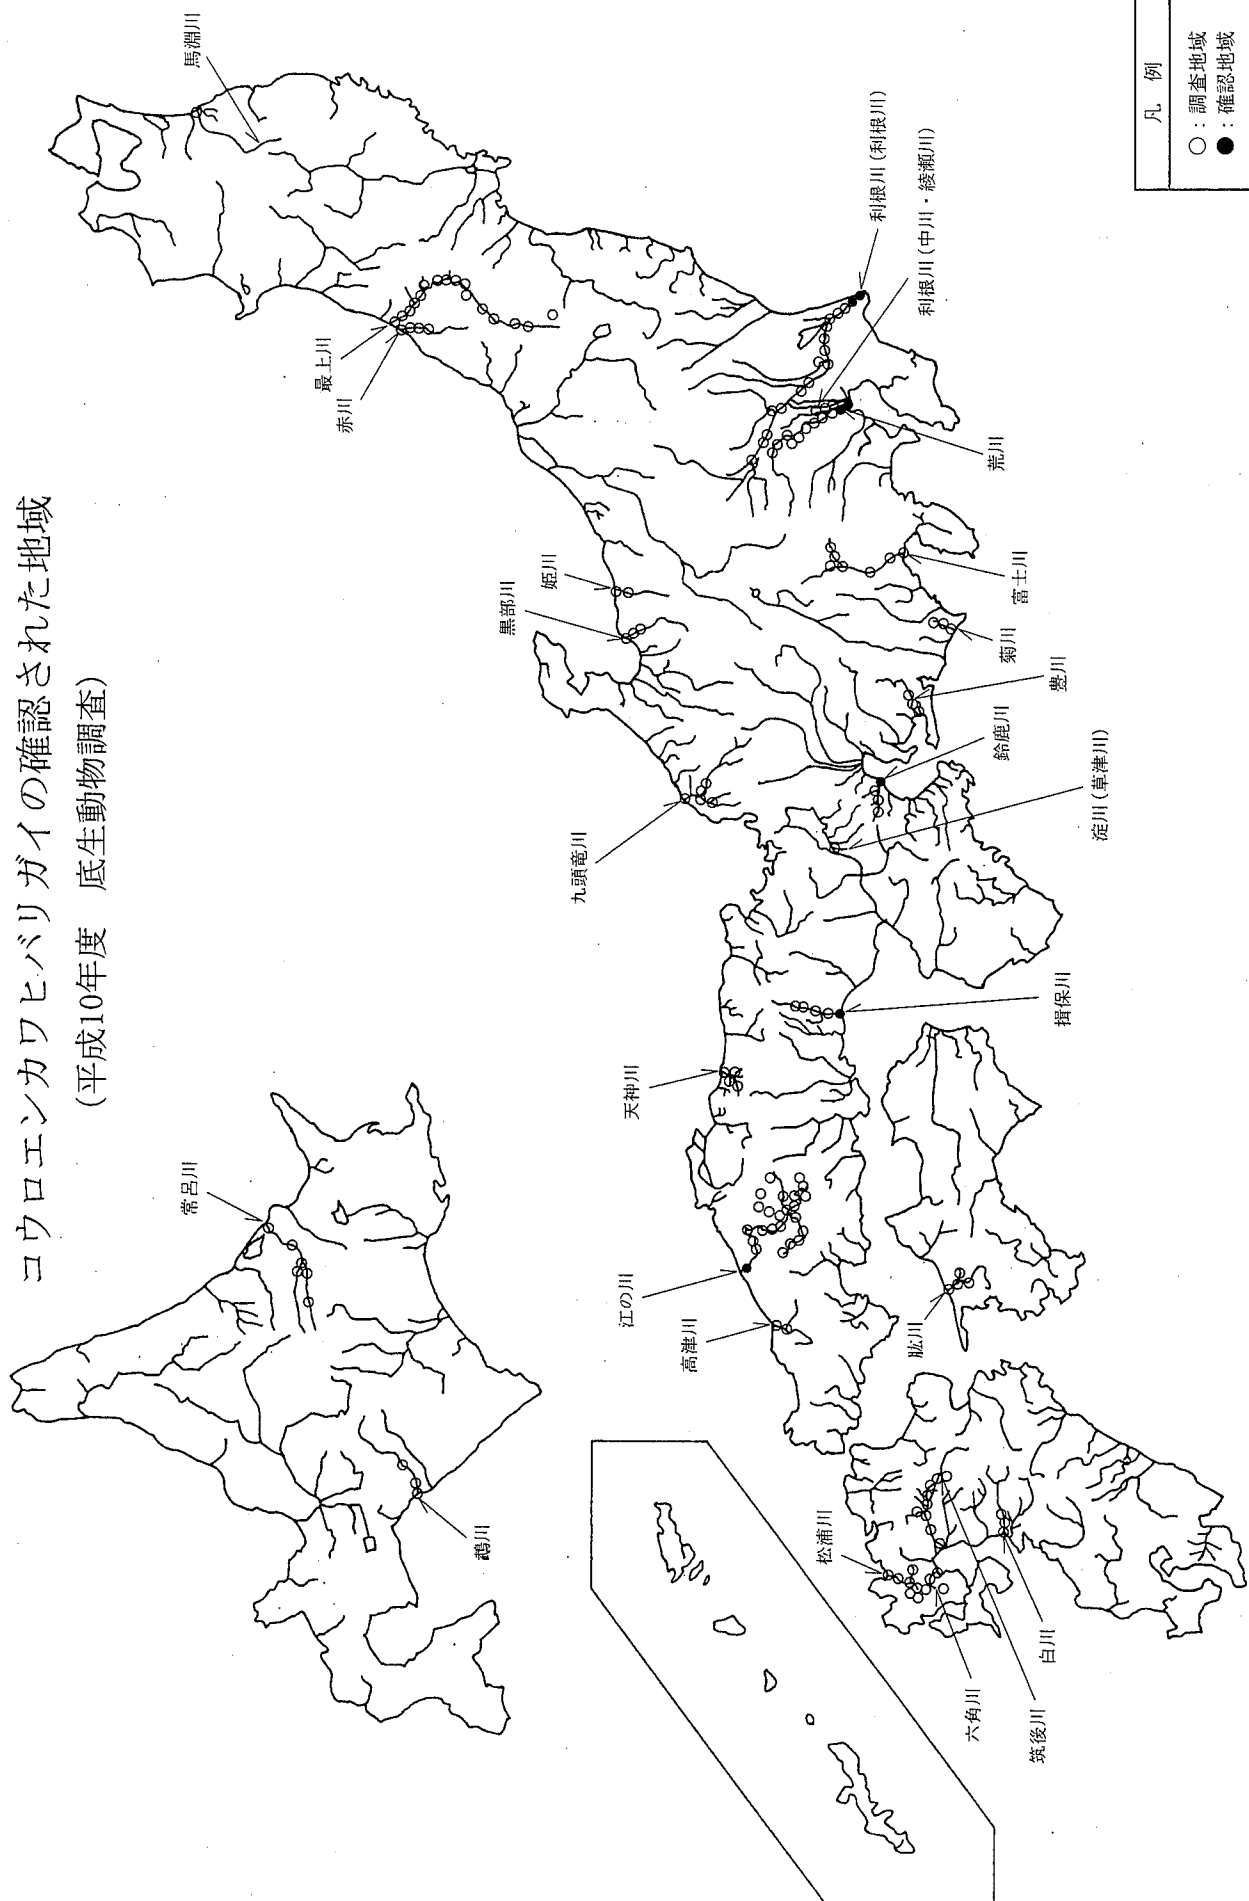 コウロエンカワヒバリガイの確認された地域
(平成10年度 底生動物調査)
常呂川
鵡川
馬淵川
最上川
赤川
利根川(利根川)
利根川(中川・綾瀬川)
荒川
姫川
黒部川
富士川
菊川
豊川
鈴鹿川
淀川(草津川)
九頭竜川
揖保川
天神川
江の川
高津川
肱川
松浦川
六角川
筑後川
白川
凡 例
○:調査地域
●:確認地域